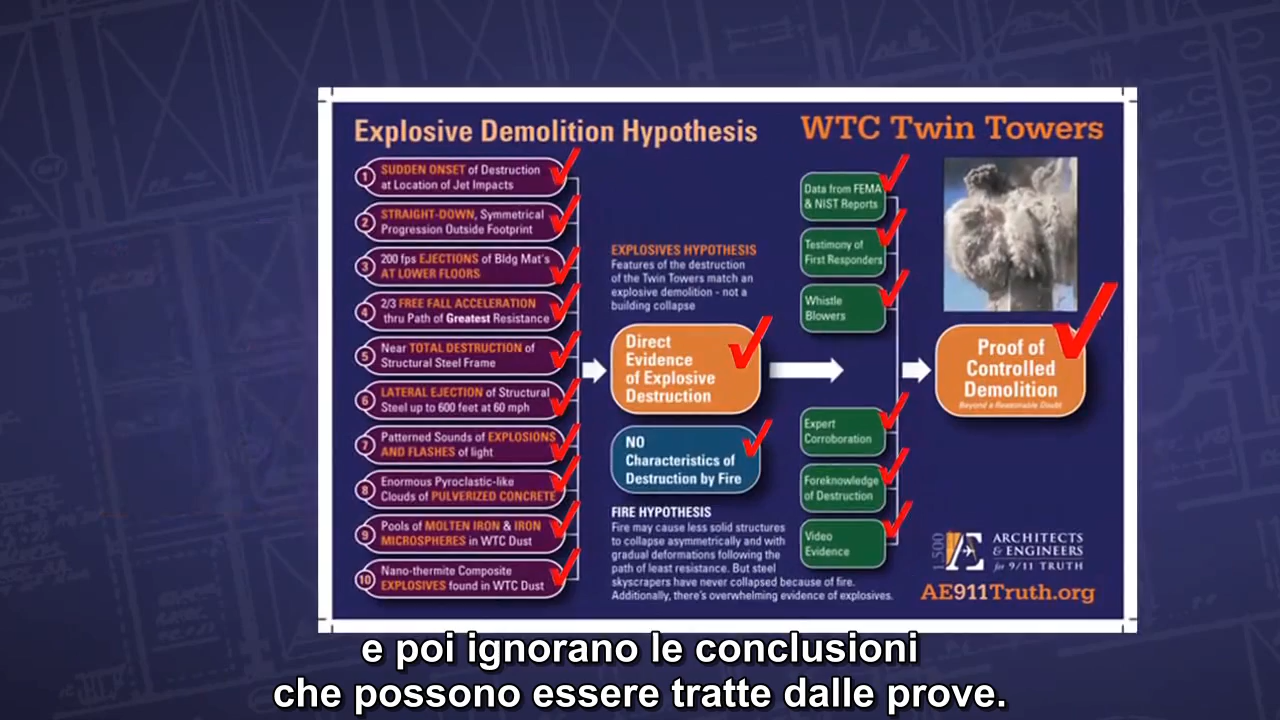 Explosive Demolition Hypothesis
WTC Twin Towers
1 SUDDEN ONSET of Destruction
at Location of Jet Impacts
2 STRAIGHT-DOWN, Symmetrical
Progression Outside Footprint
3 200 fps EJECTIONS of Bldg Mat's
AT LOWER FLOORS
4 2/3 FREE FALL ACCELERATION
thru Path of Greatest Resistance
5 Near TOTAL DESTRUCTION of
Structural Steel Frame
6 LATERAL EJECTION of Structural
Steel up to 600 feet at 60 mph
7 Patterned Sounds of EXPLOSIONS
AND FLASHES of light
8 Enormous Pyroclastic-like
Clouds of PULVERIZED CONCRETE
9 Pools of MOLTEN IRON & IRON
MICROSPHERES in WTC Dust
10 Nano-thermite Composite
EXPLOSIVES found in WTC Dust
EXPLOSIVES HYPOTHESIS
Features of the destruction
of the Twin Towers match an
explosive demolition - not a
building collapse
Direct
Evidence
of Explosive
Destruction
NO
Characteristics of
Destruction by Fire
FIRE HYPOTHESIS
Fire may cause less solid structures
to collapse asymmetrically and with
gradual deformations following the
path of least resistance. But steel
skyscrapers have never collapsed because of fire.
Additionally, there's overwhelming evidence of explosives.
Data from FEMA
& NIST Reports
Testimony of
First Responders
Whistle
Blowers
Expert
Corroboration
Foreknowledge
of Destruction
Video
Evidence
Proof of
Controlled
Demolition
Beyond a Reasonable Doubt
1,500
AE
ARCHITECTS
& ENGINEERS
for 9/11 TRUTH
AE911Truth.org
e poi ignorano le conclusioni
che possono essere tratte dalle prove.